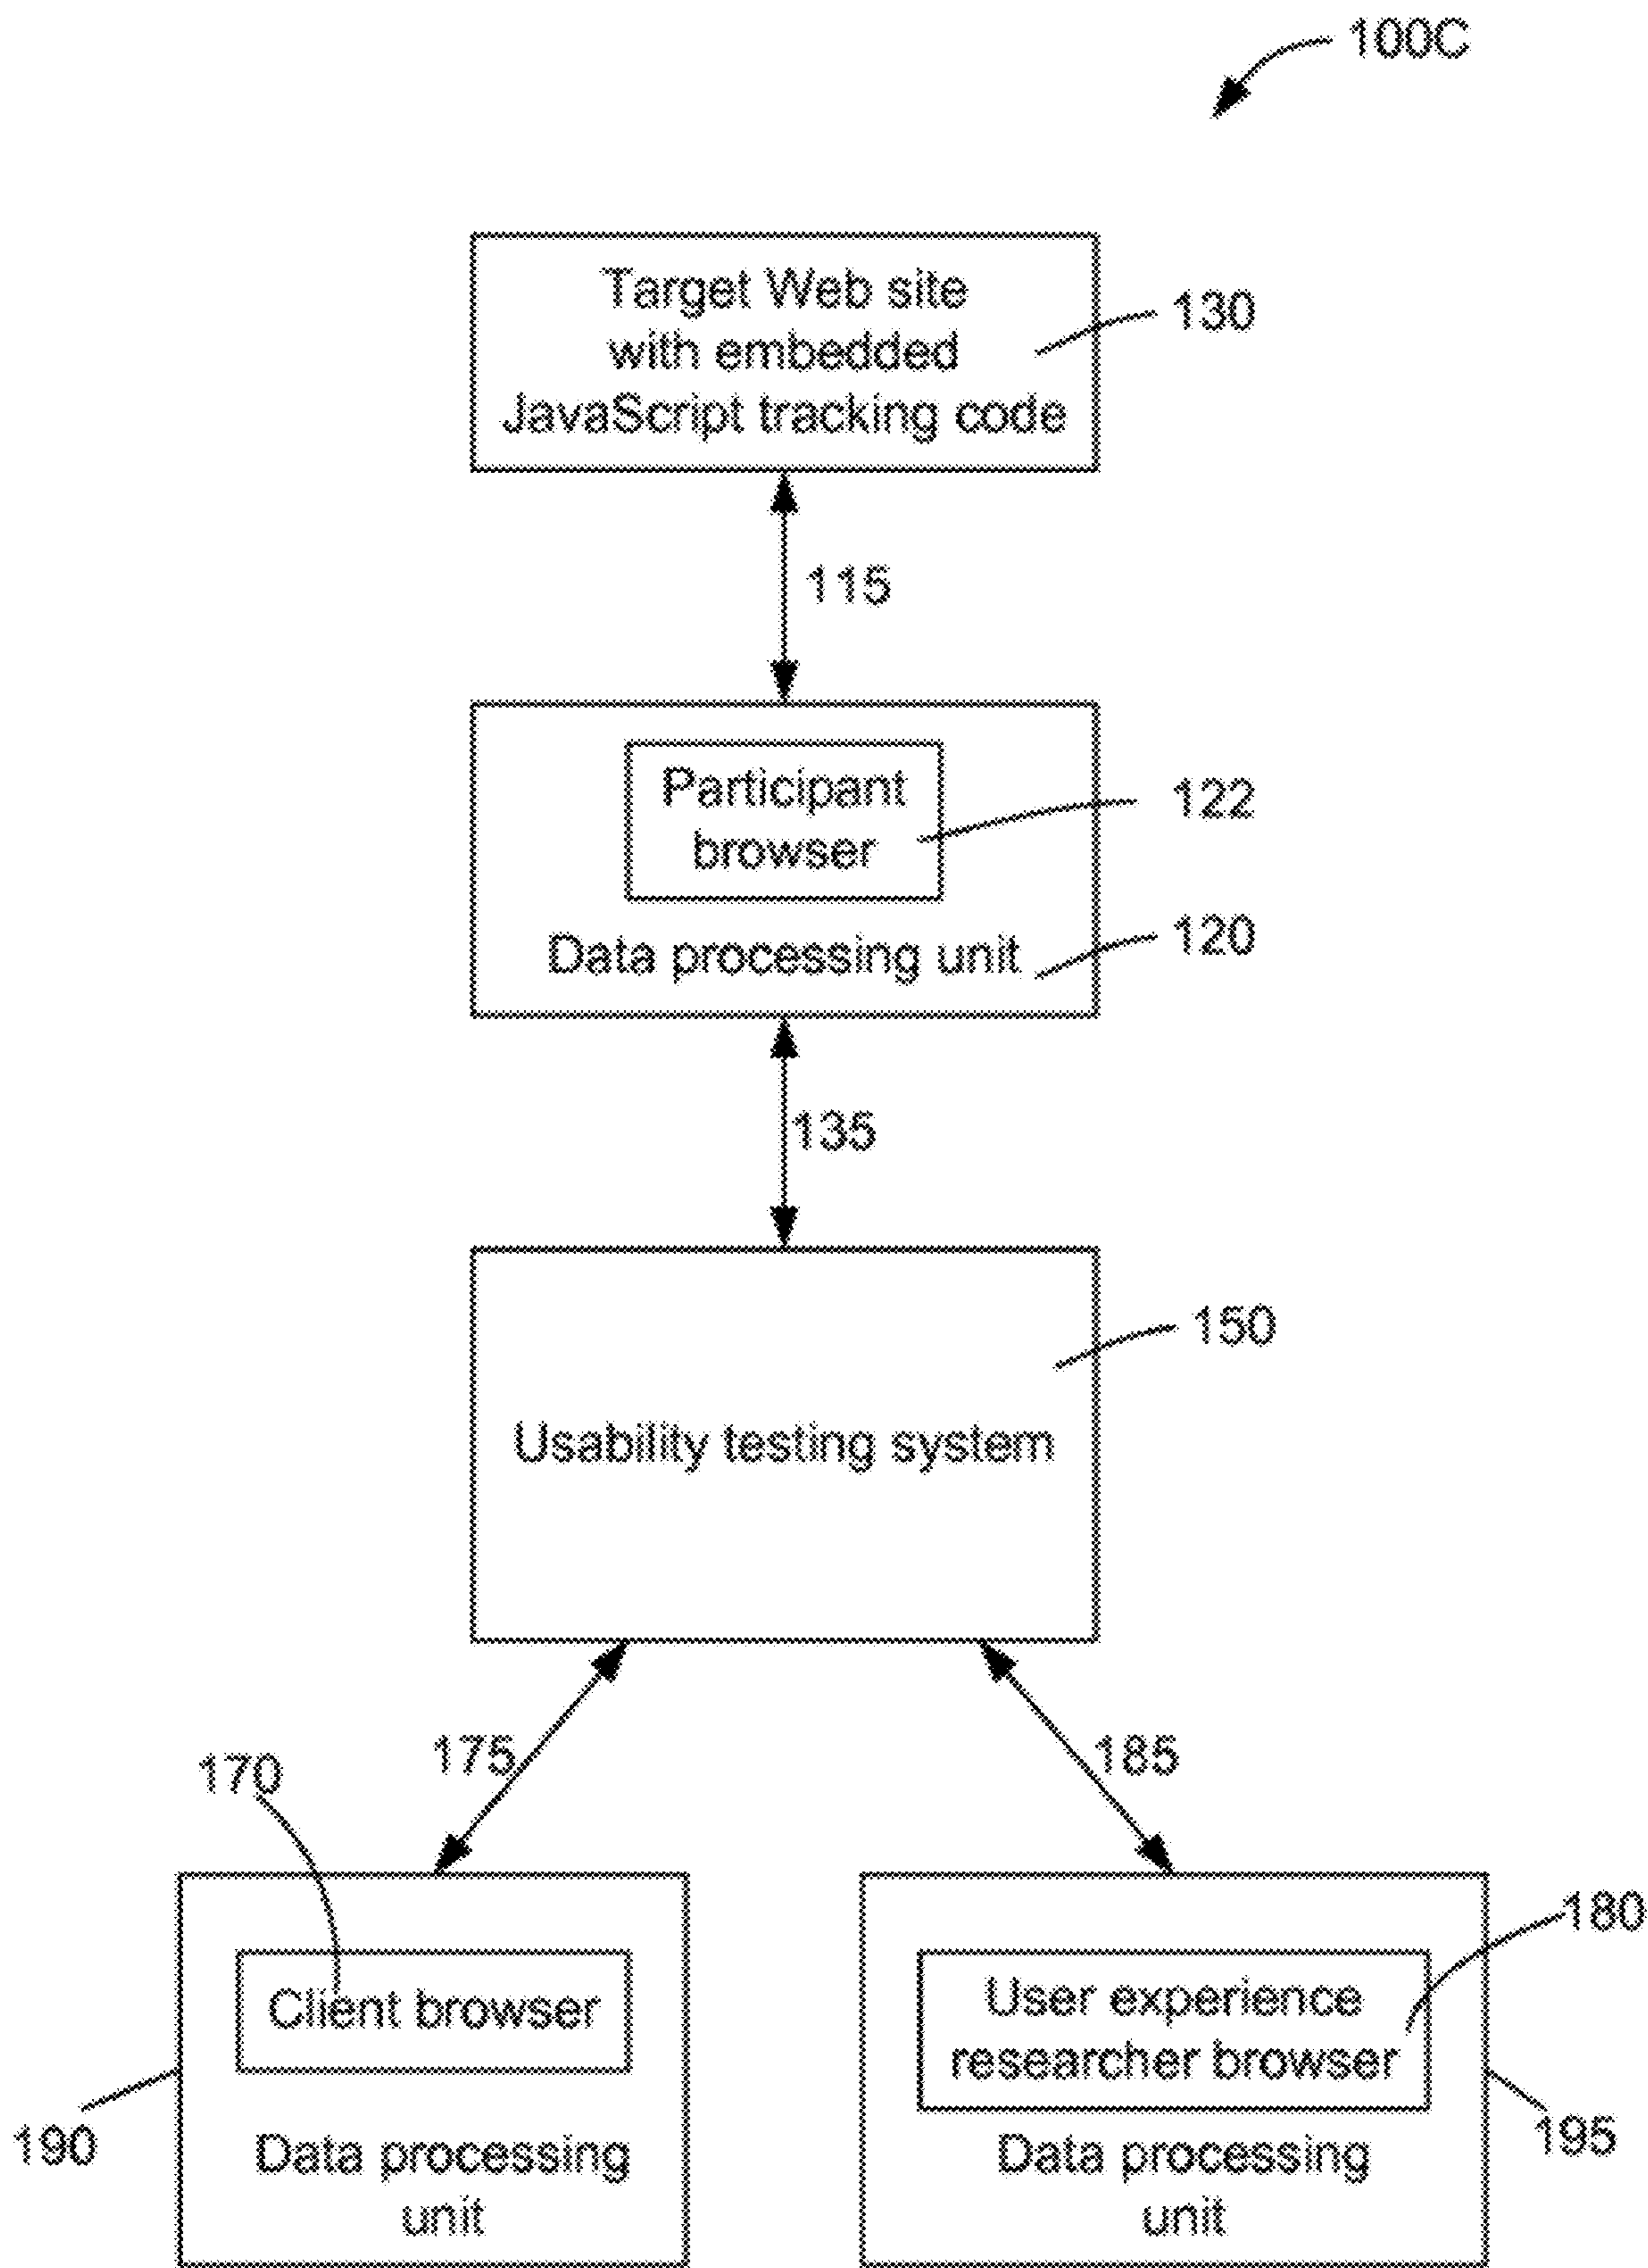 100C
Target Web site
with embedded
JavaScript tracking code
130
115
Participant
browser
122
Data processing unit
120
135
150
Usability testing system
175
185
170
180
Client browser
User experience
researcher browser
190
195
Data processing
unit
Data processing
unit